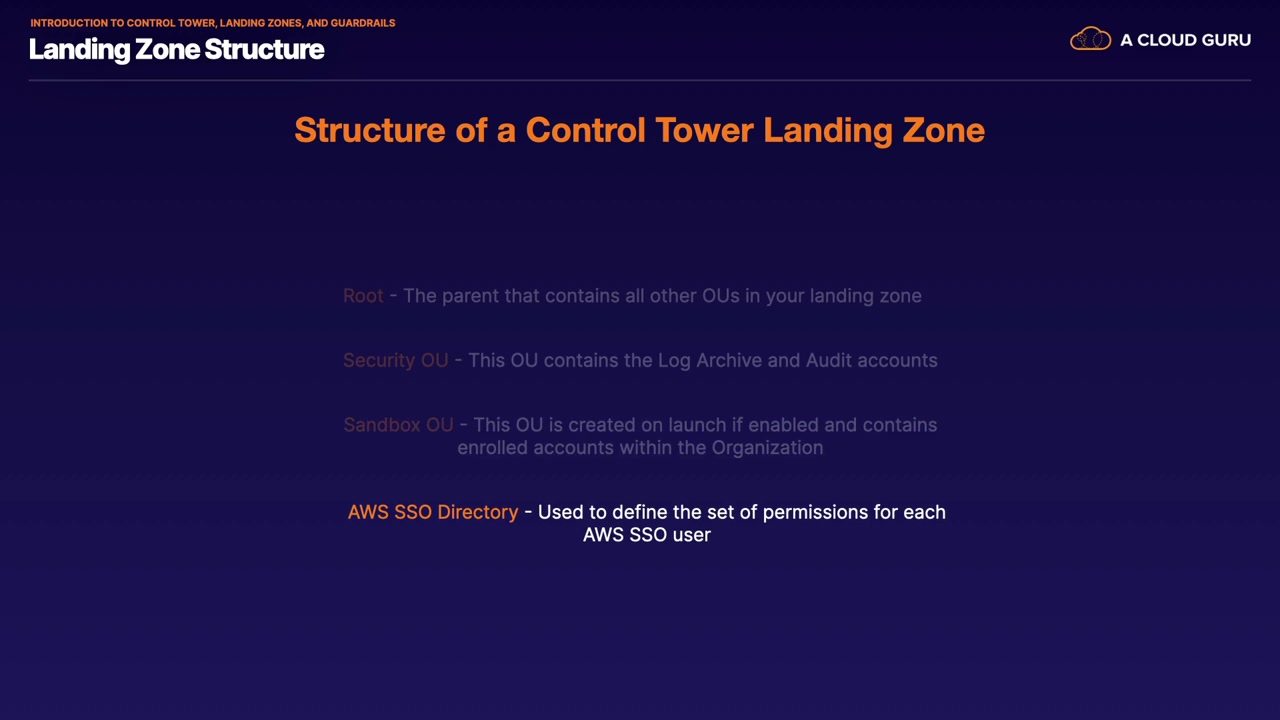 INTRODUCTION TO CONTROL TOWER, LANDING ZONES, AND GUARDRAILS
Landing Zone Structure
A CLOUD GURU
Structure of a Control Tower Landing Zone
Root - The parent that contains all other OUs in your landing zone
Security OU - This OU contains the Log Archive and Audit accounts
Sandbox OU - This OU is created on launch if enabled and contains
enrolled accounts within the Organization
AWS SSO Directory - Used to define the set of permissions for each
AWS SSO user